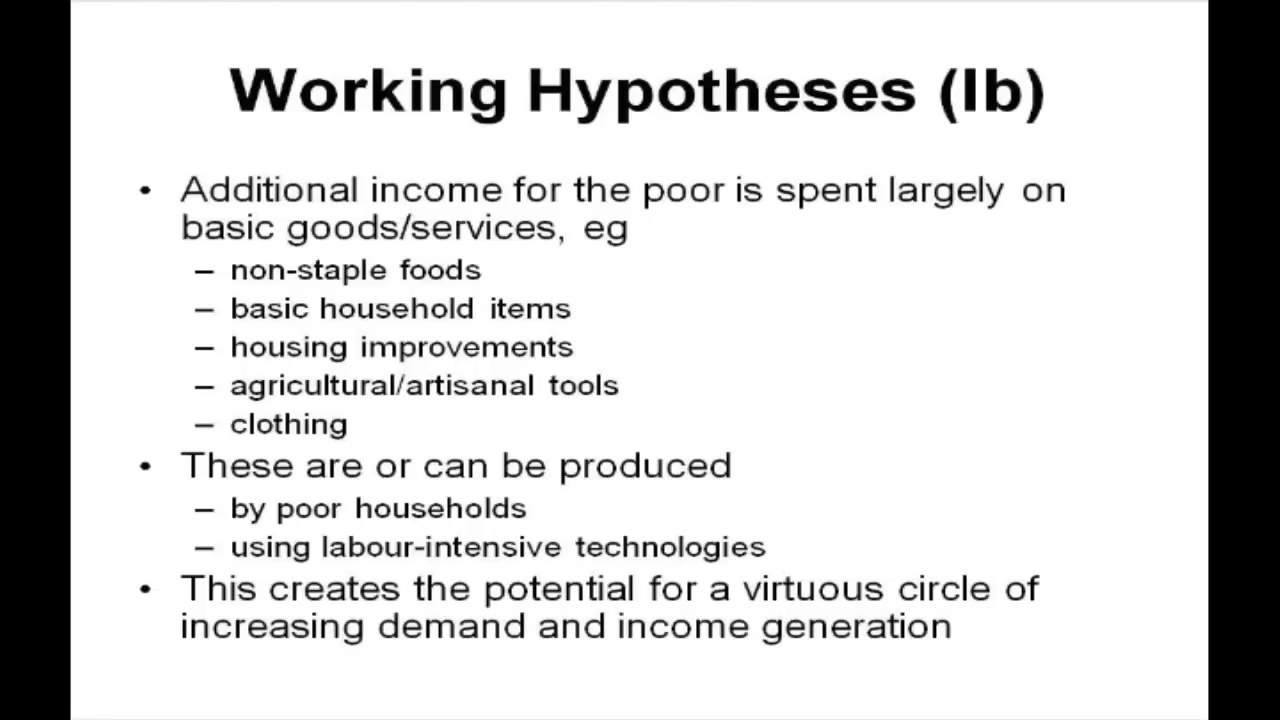 Working Hypotheses (Ib)
• Additional income for the poor is spent largely on
basic goods/services, eg
– non-staple foods
– basic household items
– housing improvements
– agricultural/artisanal tools
– clothing
• These are or can be produced
– by poor households
– using labour-intensive technologies
• This creates the potential for a virtuous circle of
increasing demand and income generation